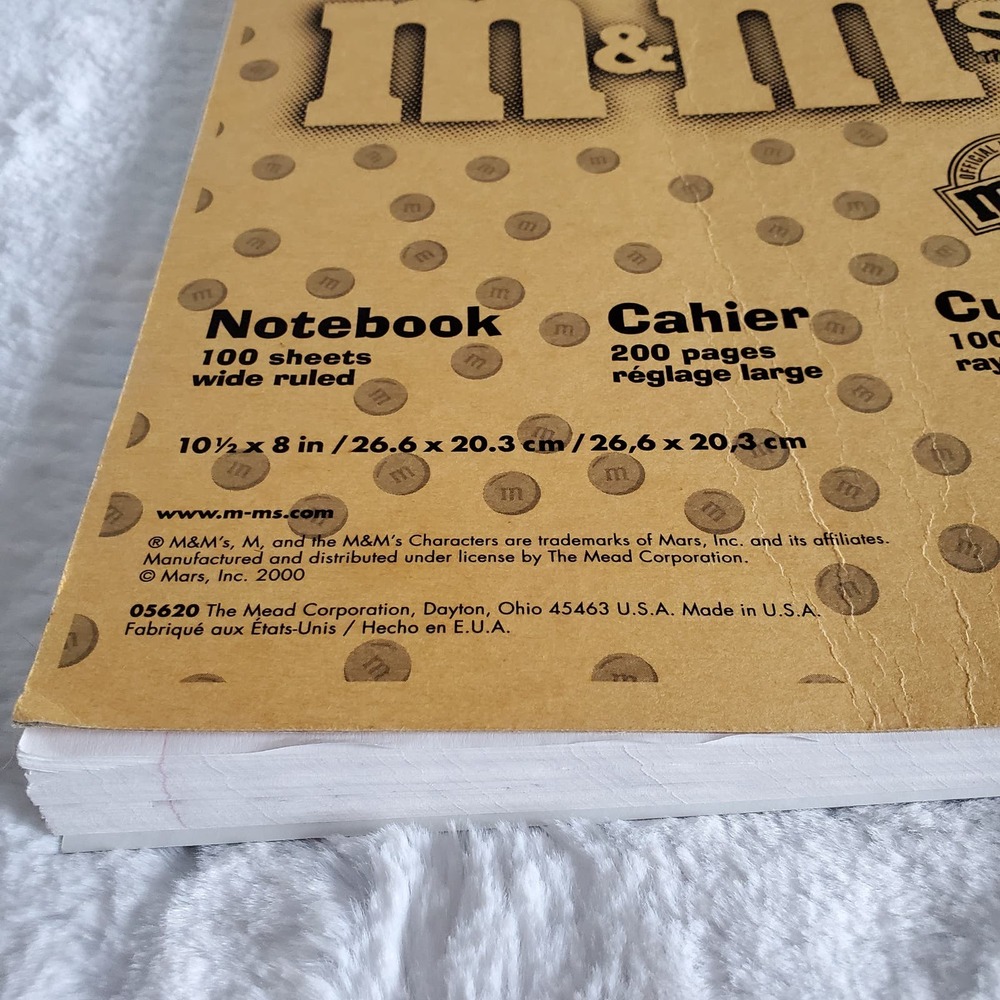 m&m's
OFFICIAL
m
Notebook Cahier
100 sheets 200 pages 100
wide ruled réglage large
10½ x 8 in / 26.6 x 20.3 cm / 26,6 x 20,3 cm
www.m-ms.com
® M&M's, M, and the M&M's Characters are trademarks of Mars, Inc. and its affiliates.
Manufactured and distributed under license by The Mead Corporation.
© Mars, Inc. 2000
05620 The Mead Corporation, Dayton, Ohio 45463 U.S.A. Made in U.S.A.
Fabriqué aux États-Unis / Hecho en E.U.A.